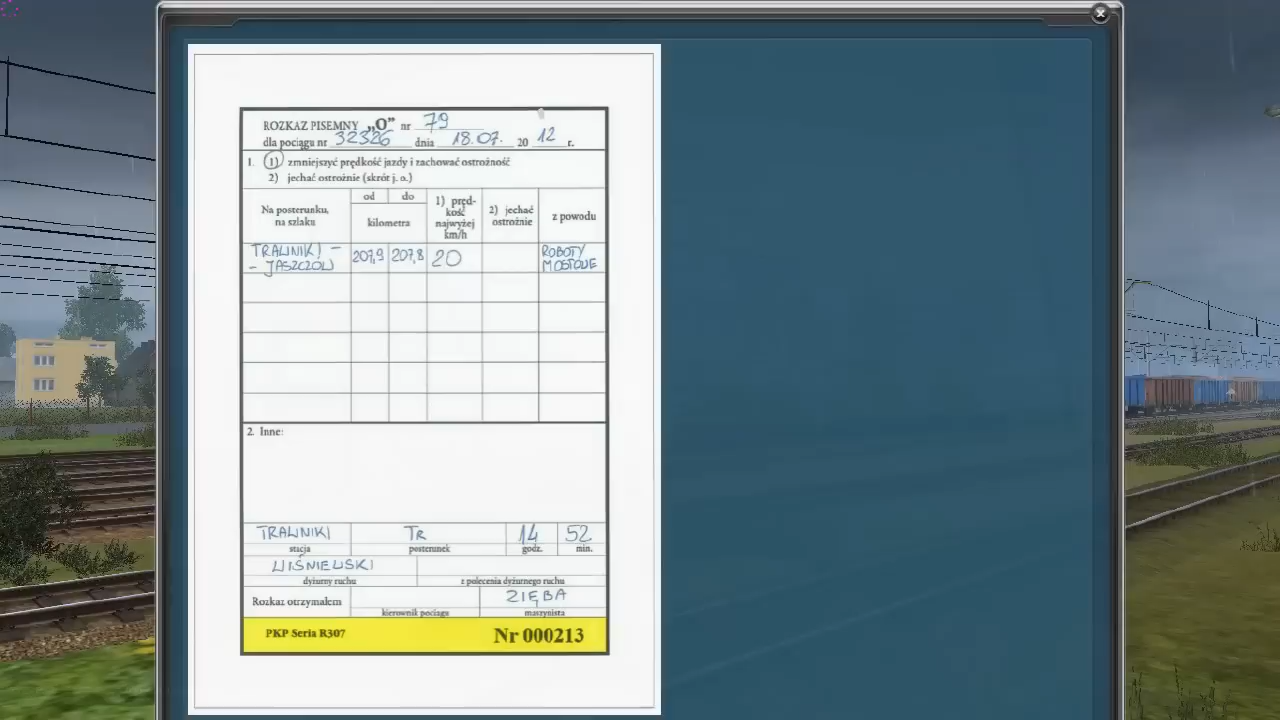 ROZKAZ PISEMNY „O” nr 79
dla pociągu nr 32326 dnia 18.07. 20 12 r.
1. 1) zmniejszyć prędkość jazdy i zachować ostrożność
2) jechać ostrożnie (skrót j. o.)
Na posterunku, na szlaku
od do
kilometra
1) pręd-
kość
najwyżej
km/h
2) jechać
ostrożnie
z powodu
TRAWNIKI –
– JASZCZÓW
207,9 207,8 20
ROBOTY
MOSTOWE
2. Inne:
TRAWNIKI TR 14 52
stacja posterunek godz. min.
WIŚNIEWSKI
dyżurny ruchu z polecenia dyżurnego ruchu
Rozkaz otrzymałem ZIĘBA
kierownik pociągu maszynista
PKP Seria R307 Nr 000213